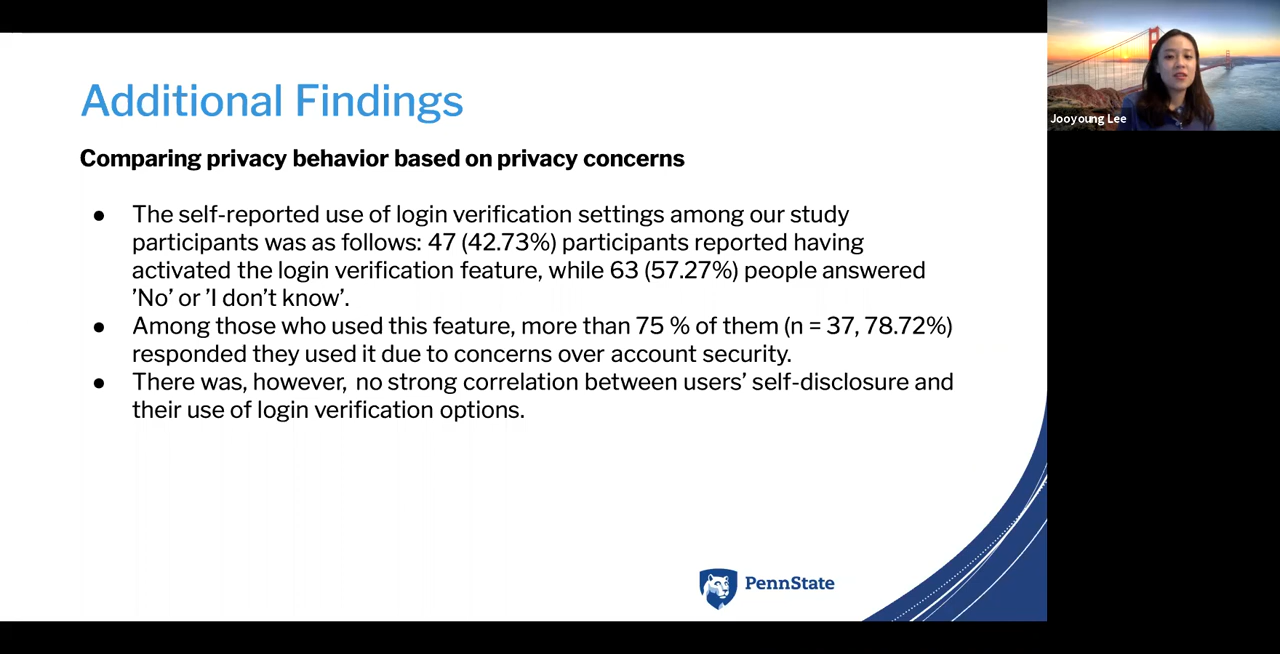 Additional Findings
Comparing privacy behavior based on privacy concerns
● The self-reported use of login verification settings among our study
participants was as follows: 47 (42.73%) participants reported having
activated the login verification feature, while 63 (57.27%) people answered
’No’ or ’I don’t know’.
● Among those who used this feature, more than 75 % of them (n = 37, 78.72%)
responded they used it due to concerns over account security.
● There was, however, no strong correlation between users’ self-disclosure and
their use of login verification options.
PennState
Jooyoung Lee